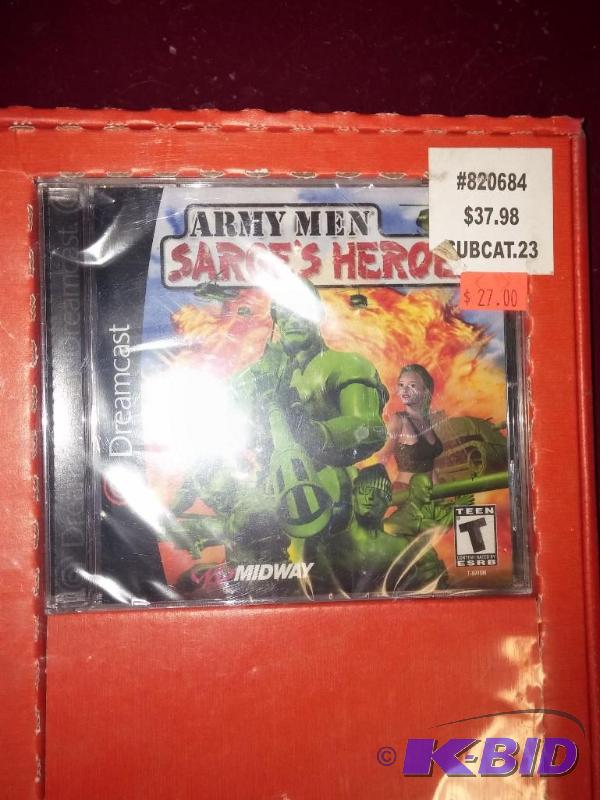 #820684
$37.98
SUBCAT.23
$27.00
ARMY MEN
SARGE'S HEROES
Dreamcast
Dreamcast
Dreamcast
MIDWAY
TEEN
T
CONTENT RATED BY
ESRB
© K-BID